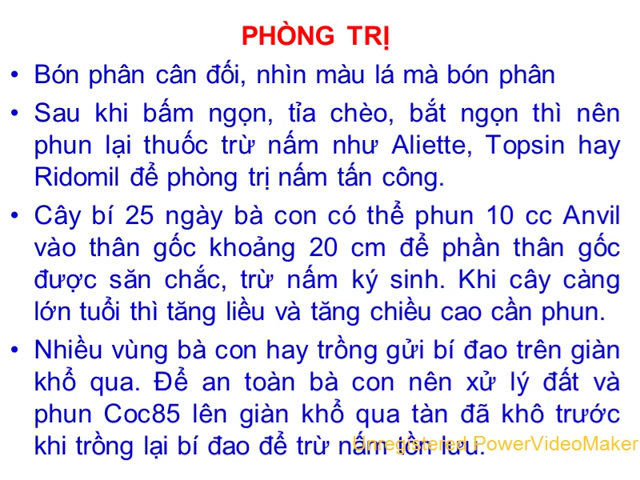 PHÒNG TRỊ
• Bón phân cân đối, nhìn màu lá mà bón phân
• Sau khi bấm ngọn, tỉa chèo, bắt ngọn thì nên
phun lại thuốc trừ nấm như Aliette, Topsin hay
Ridomil để phòng trị nấm tấn công.
• Cây bí 25 ngày bà con có thể phun 10 cc Anvil
vào thân gốc khoảng 20 cm để phần thân gốc
được săn chắc, trừ nấm ký sinh. Khi cây càng
lớn tuổi thì tăng liều và tăng chiều cao cần phun.
• Nhiều vùng bà con hay trồng gửi bí đao trên giàn
khổ qua. Để an toàn bà con nên xử lý đất và
phun Coc85 lên giàn khổ qua tàn đã khô trước
khi trồng lại bí đao để trừ nấm tồn lưu.
Unregistered PowerVideoMaker